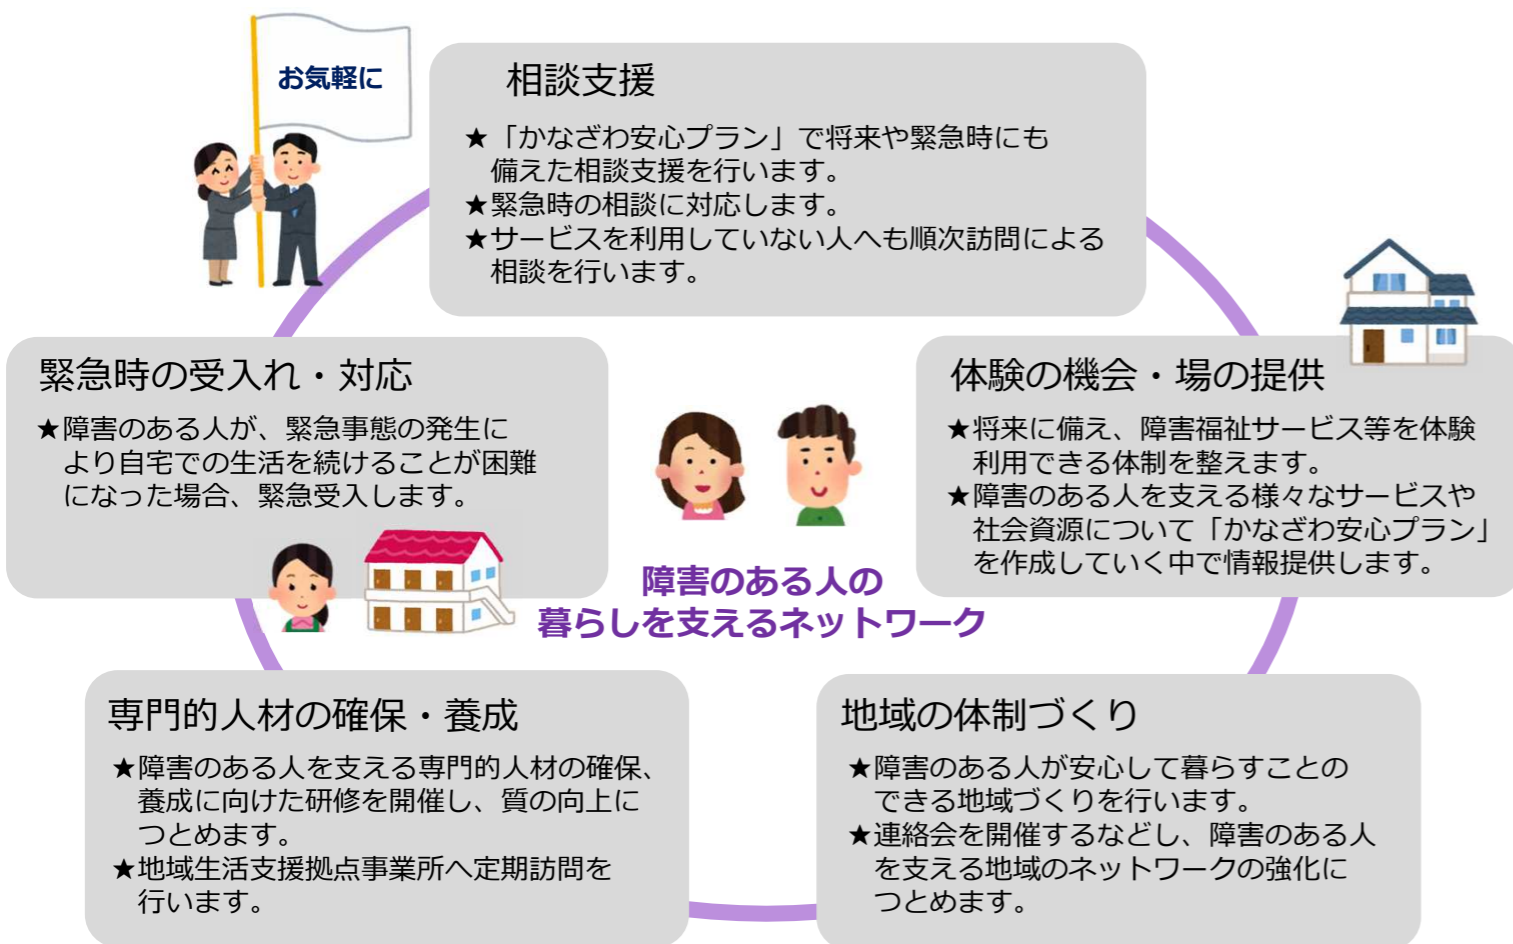 お気軽に
相談支援
★「かなざわ安心プラン」で将来や緊急時にも
備えた相談支援を行います。
★緊急時の相談に対応します。
★サービスを利用していない人へも順次訪問による
相談を行います。
緊急時の受入れ・対応
★障害のある人が、緊急事態の発生に
より自宅での生活を続けることが困難
になった場合、緊急受入します。
体験の機会・場の提供
★将来に備え、障害福祉サービス等を体験
利用できる体制を整えます。
★障害のある人を支える様々なサービスや
社会資源について「かなざわ安心プラン」
を作成していく中で情報提供します。
障害のある人の
暮らしを支えるネットワーク
専門的人材の確保・養成
★障害のある人を支える専門的人材の確保、
養成に向けた研修を開催し、質の向上に
つとめます。
★地域生活支援拠点事業所へ定期訪問を
行います。
地域の体制づくり
★障害のある人が安心して暮らすことの
できる地域づくりを行います。
★連絡会を開催するなどし、障害のある人
を支える地域のネットワークの強化に
つとめます。